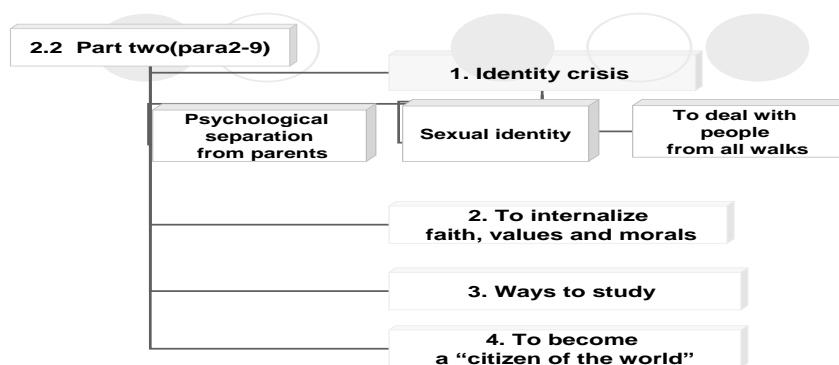 2.2 Part two(para2-9)
1. Identity crisis
Psychological
separation
from parents
Sexual identity
To deal with
people
from all walks
2. To internalize
faith, values and morals
3. Ways to study
4. To become
a “citizen of the world”